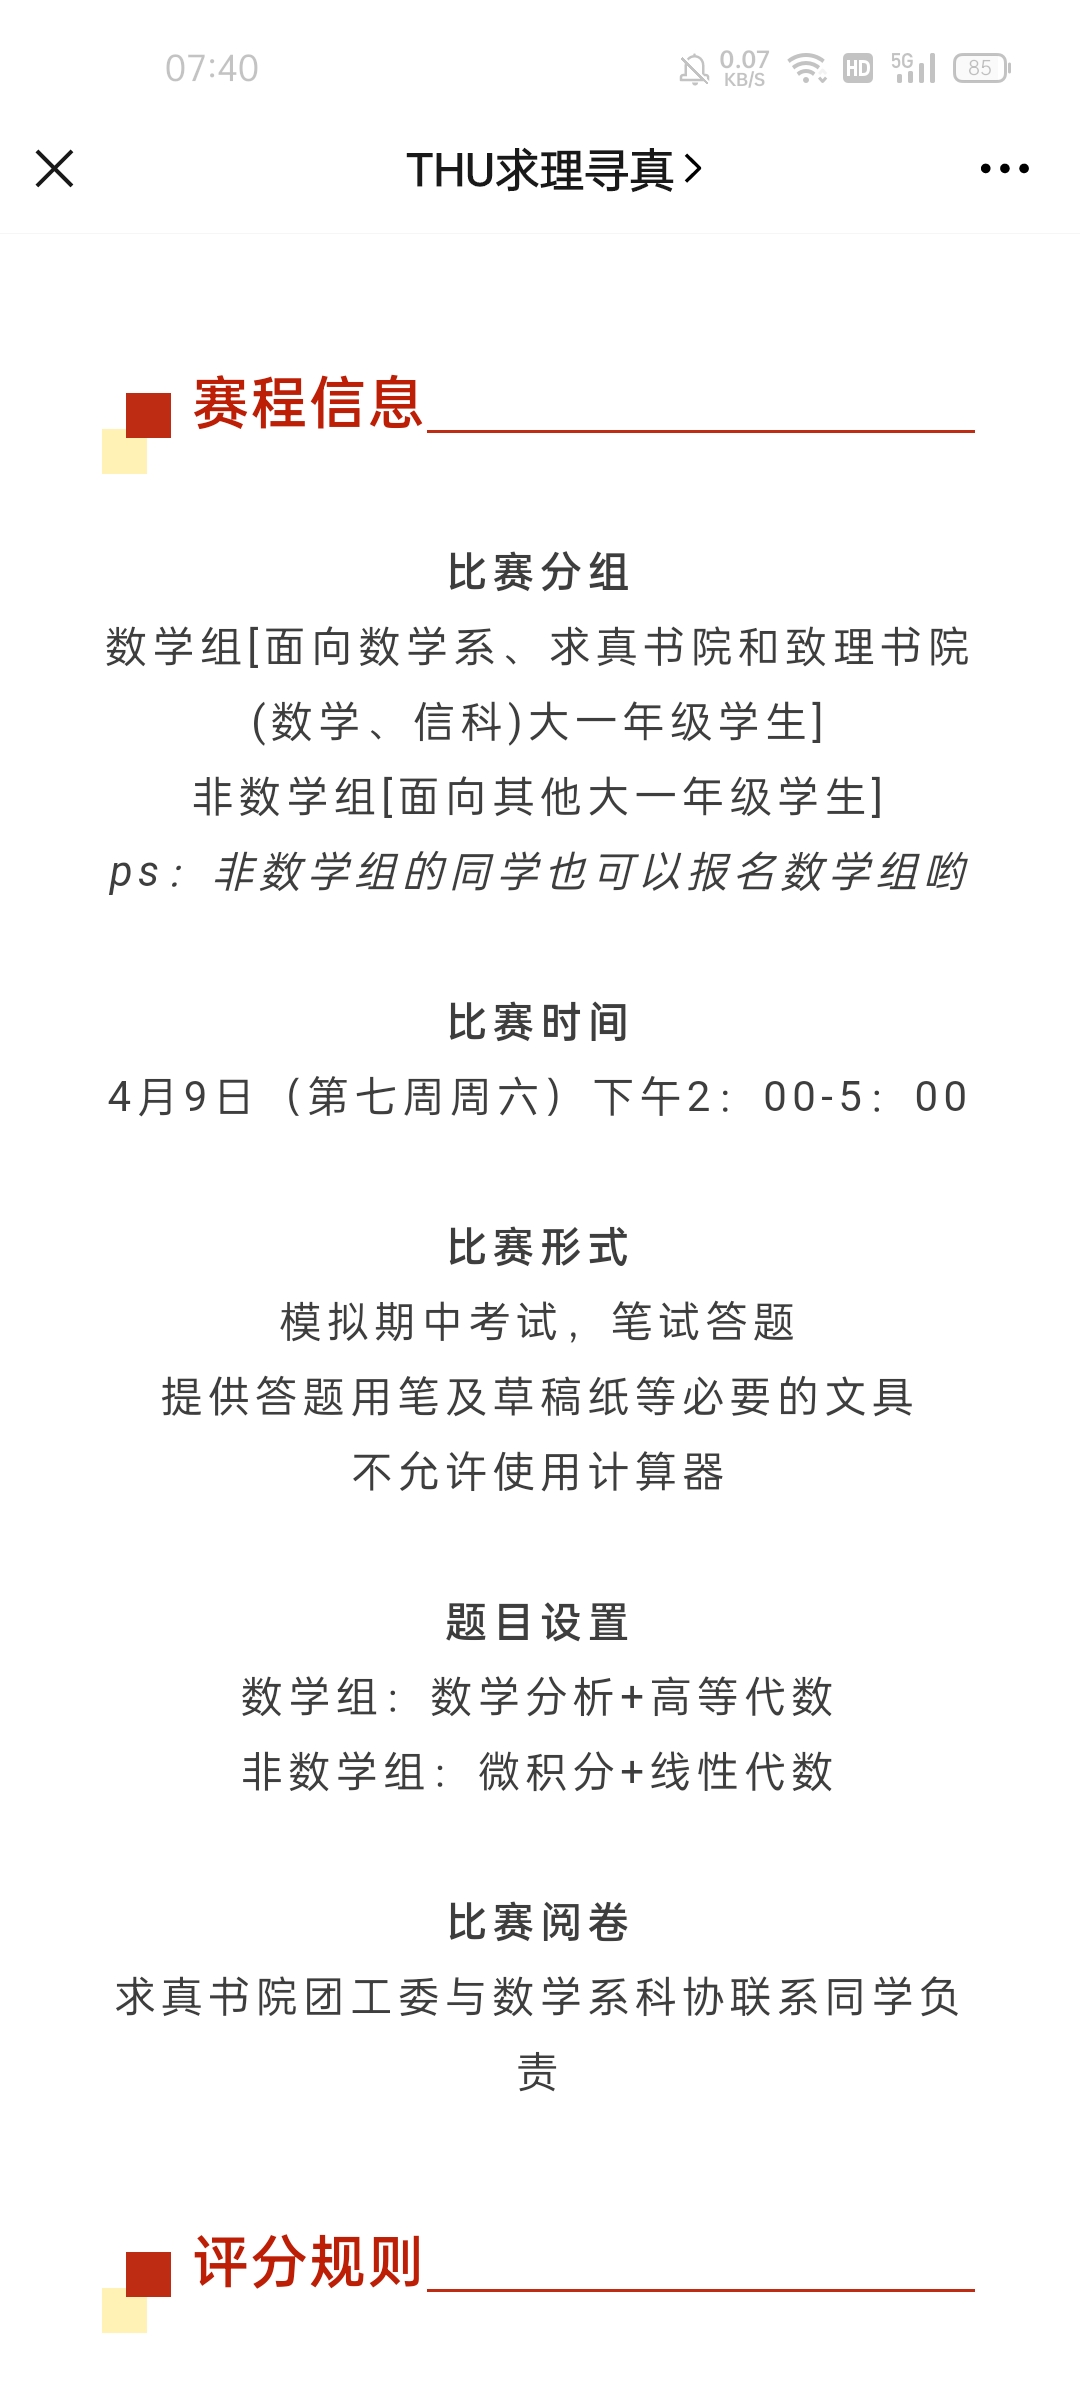 07:40
0.07
KB/S
HD
5G
85
THU求理寻真
赛程信息
比赛分组
数学组[面向数学系、求真书院和致理书院
(数学、信科)大一年级学生]
非数学组[面向其他大一年级学生]
ps：非数学组的同学也可以报名数学组哟
比赛时间
4月9日（第七周周六）下午2：00-5：00
比赛形式
模拟期中考试，笔试答题
提供答题用笔及草稿纸等必要的文具
不允许使用计算器
题目设置
数学组：数学分析+高等代数
非数学组：微积分+线性代数
比赛阅卷
求真书院团工委与数学系科协联系同学负
责
评分规则